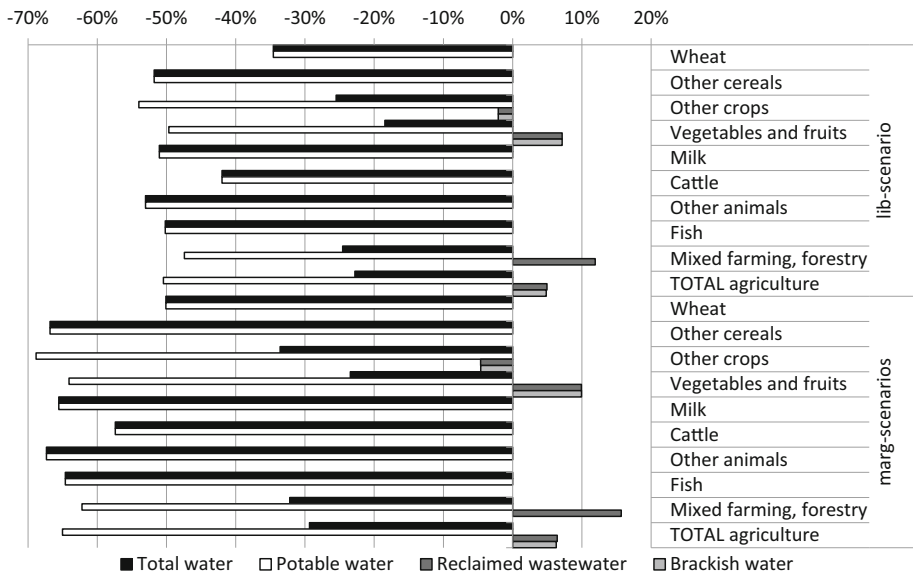 -70% -60% -50% -40% -30% -20% -10% 0% 10% 20%
Wheat
Other cereals
Other crops
Vegetables and fruits
Milk
Cattle
Other animals
Fish
Mixed farming, forestry
TOTAL agriculture
lib-scenario
Wheat
Other cereals
Other crops
Vegetables and fruits
Milk
Cattle
Other animals
Fish
Mixed farming, forestry
TOTAL agriculture
marg-scenarios
Total water Potable water Reclaimed wastewater Brackish water